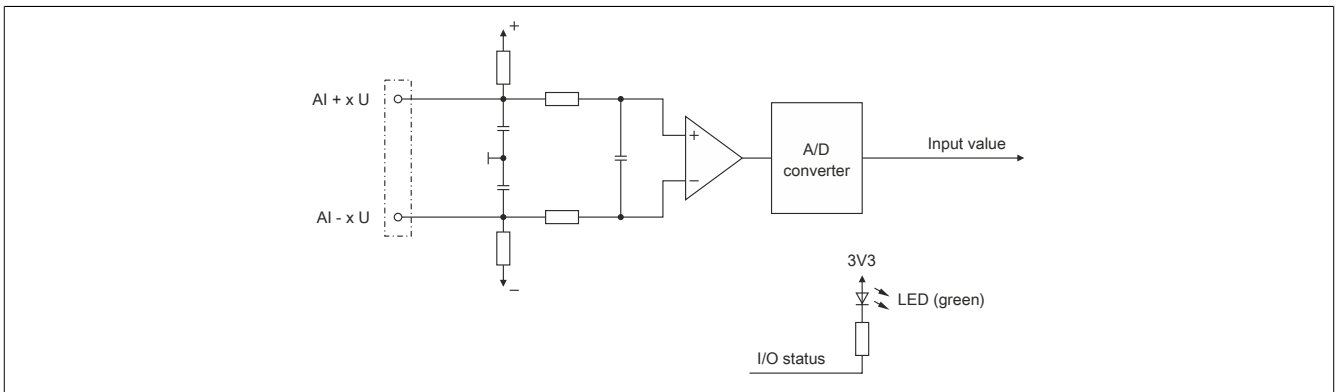 +
AI + x U
+
A/D
converter
Input value
−
AI - x U
−
3V3
LED (green)
I/O status